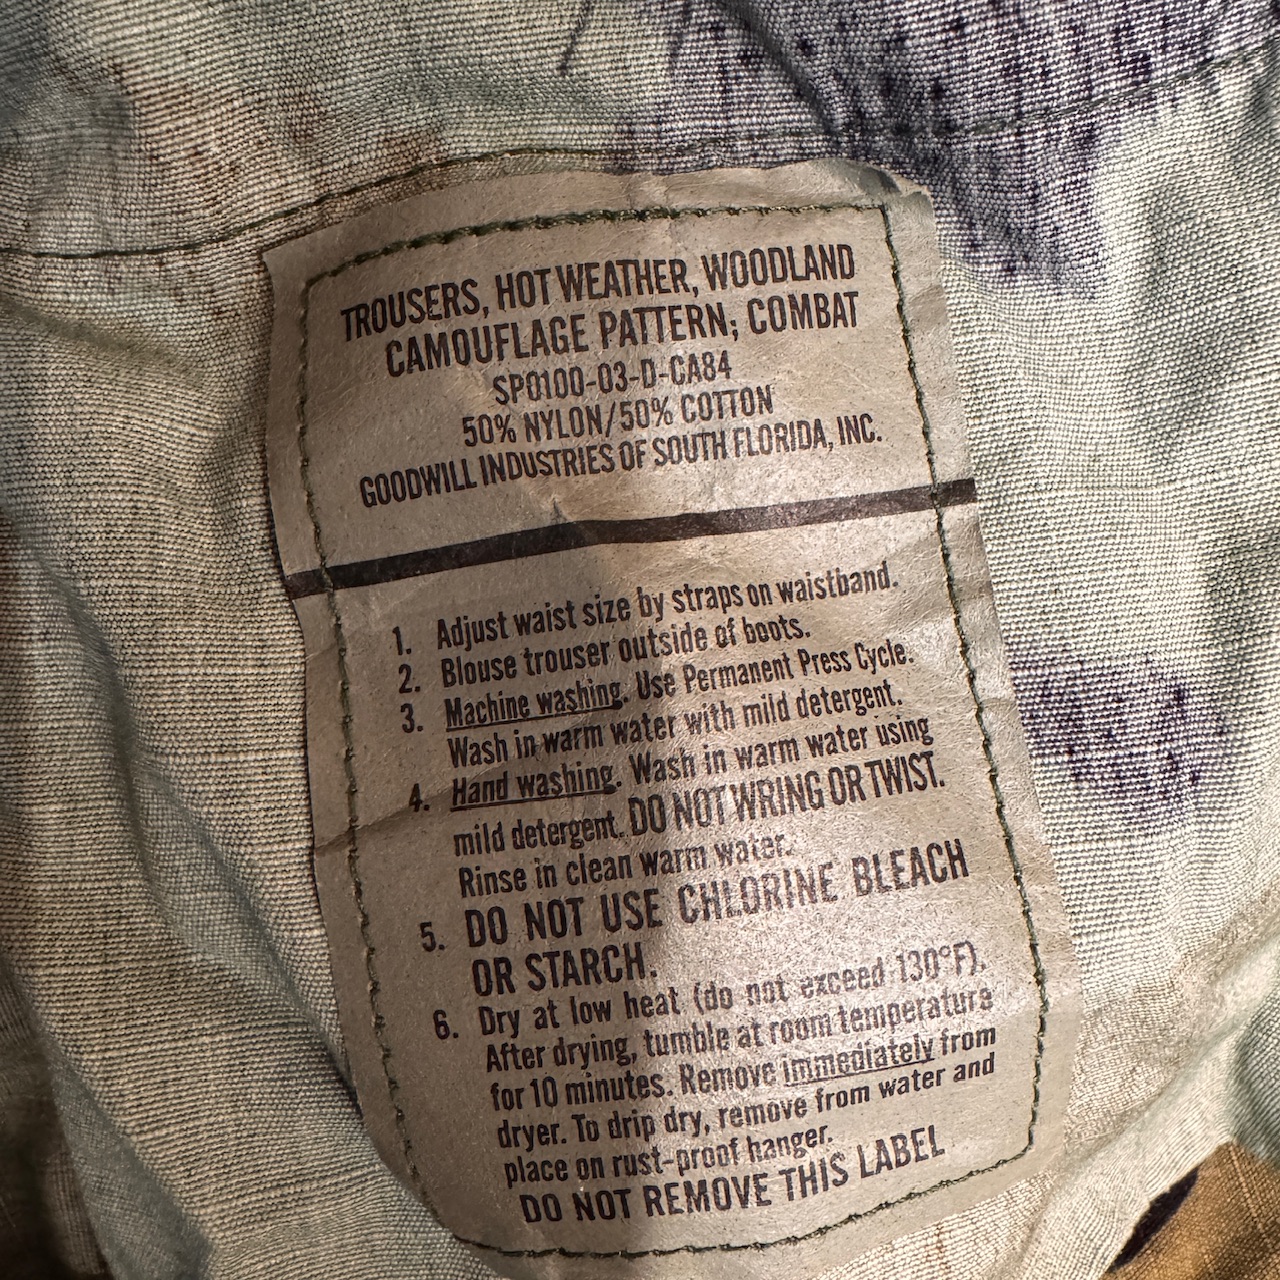 TROUSERS, HOT WEATHER, WOODLAND
CAMOUFLAGE PATTERN; COMBAT
SPO100-03-D-CA84
50% NYLON/50% COTTON
GOODWILL INDUSTRIES OF SOUTH FLORIDA, INC.
1. Adjust waist size by straps on waistband.
2. Blouse trouser outside of boots.
3. Machine washing. Use Permanent Press Cycle.
Wash in warm water with mild detergent.
4. Hand washing. Wash in warm water using
mild detergent. DO NOT WRING OR TWIST.
Rinse in clean warm water.
5. DO NOT USE CHLORINE BLEACH
OR STARCH.
6. Dry at low heat (do not exceed 130°F).
After drying, tumble at room temperature
for 10 minutes. Remove immediately from
dryer. To drip dry, remove from water and
place on rust-proof hanger.
DO NOT REMOVE THIS LABEL